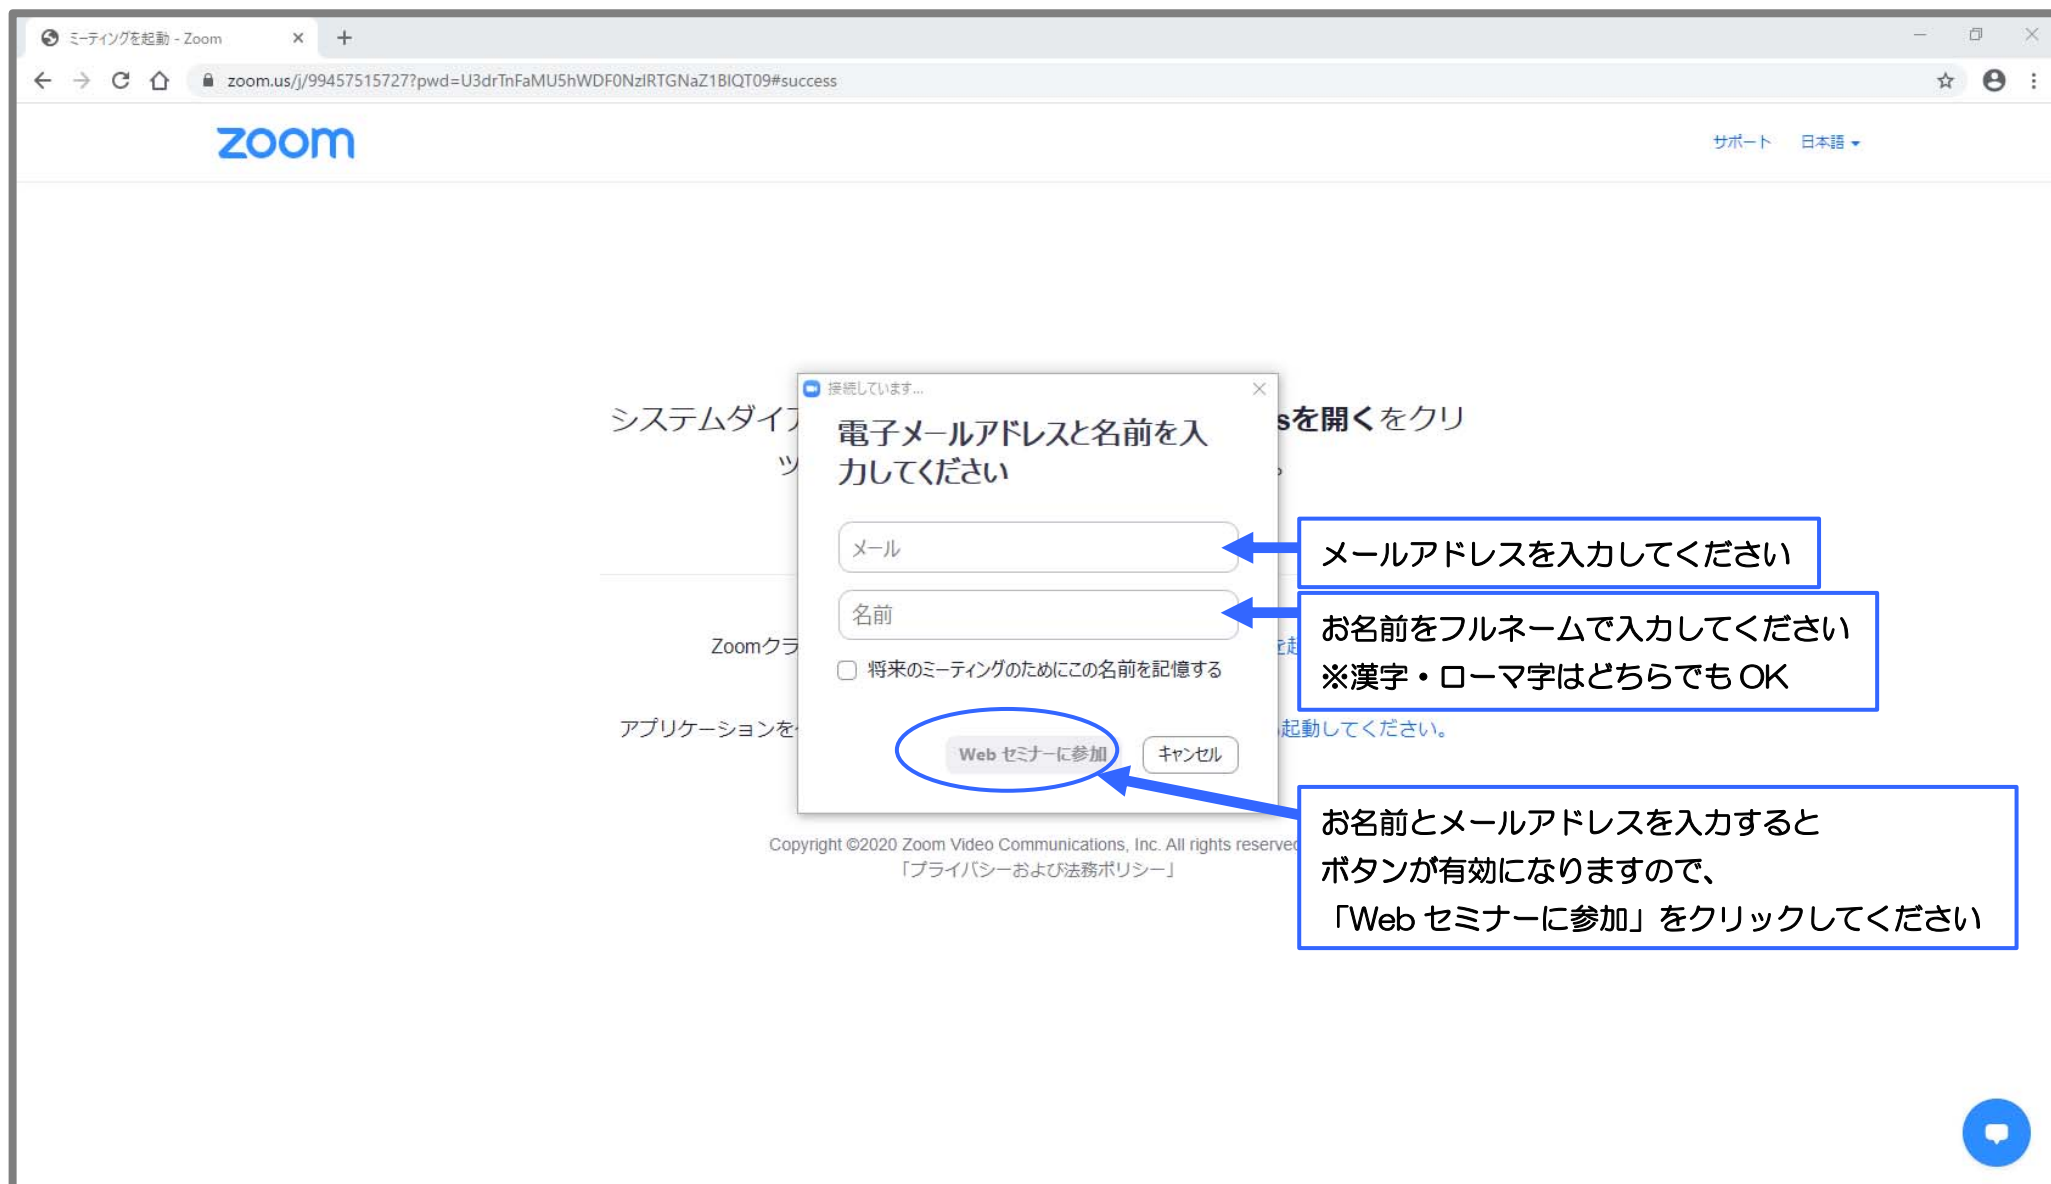 ミーティングを起動 - Zoom
zoom.us/j/99457515727?pwd=U3drTnFaMU5hWDF0NzlRTGNaZ1BIQT09#success
zoom
サポート 日本語
接続しています...
システムダイア
sを開くをクリ
ッ
電子メールアドレスと名前を入
力してください
メール
メールアドレスを入力してください
名前
お名前をフルネームで入力してください
※漢字・ローマ字はどちらでもOK
Zoomクラ
将来のミーティングのためにこの名前を記憶する
アプリケーションを
起動してください。
Web セミナーに参加
キャンセル
お名前とメールアドレスを入力すると
ボタンが有効になりますので、
「Web セミナーに参加」をクリックしてください
Copyright ©2020 Zoom Video Communications, Inc. All rights reserved
「プライバシーおよび法務ポリシー」